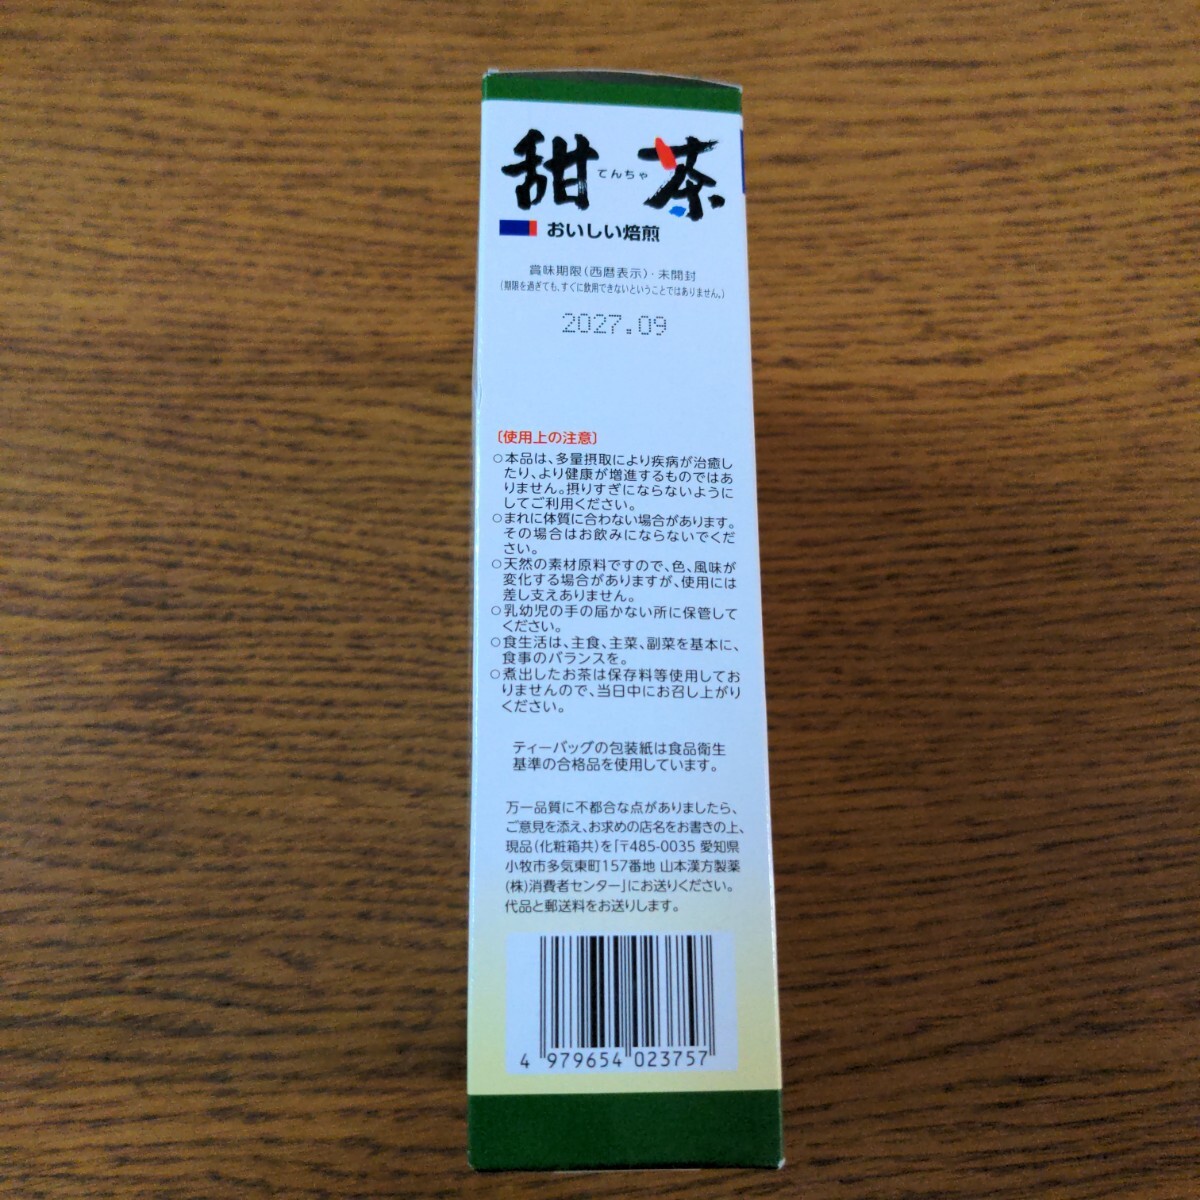 甜茶
てんちゃ
おいしい焙煎
賞味期限(西暦表示)・未開封
(期限を過ぎても、すぐに飲用できないということではありません。)
2027.09
〔使用上の注意〕
○本品は、多量摂取により疾病が治癒し
たり、より健康が増進するものではあ
りません。摂りすぎにならないように
してご利用ください。
○まれに体質に合わない場合があります。
その場合はお飲みにならないでくだ
さい。
○天然の素材原料ですので、色、風味が
変化する場合がありますが、使用には
差し支えありません。
○乳幼児の手の届かない所に保管して
ください。
○食生活は、主食、主菜、副菜を基本に、
食事のバランスを。
○煮出したお茶は保存料等使用してお
りませんので、当日中にお召し上がり
ください。
ティーバッグの包装紙は食品衛生
基準の合格品を使用しています。
万一品質に不都合な点がありましたら、
ご意見を添え、お求めの店名をお書きの上、
現品(化粧箱共)を「〒485-0035 愛知県
小牧市多気東町157番地 山本漢方製薬
(株)消費者センター」にお送りください。
代品と郵送料をお送りします。
4 979654 023757